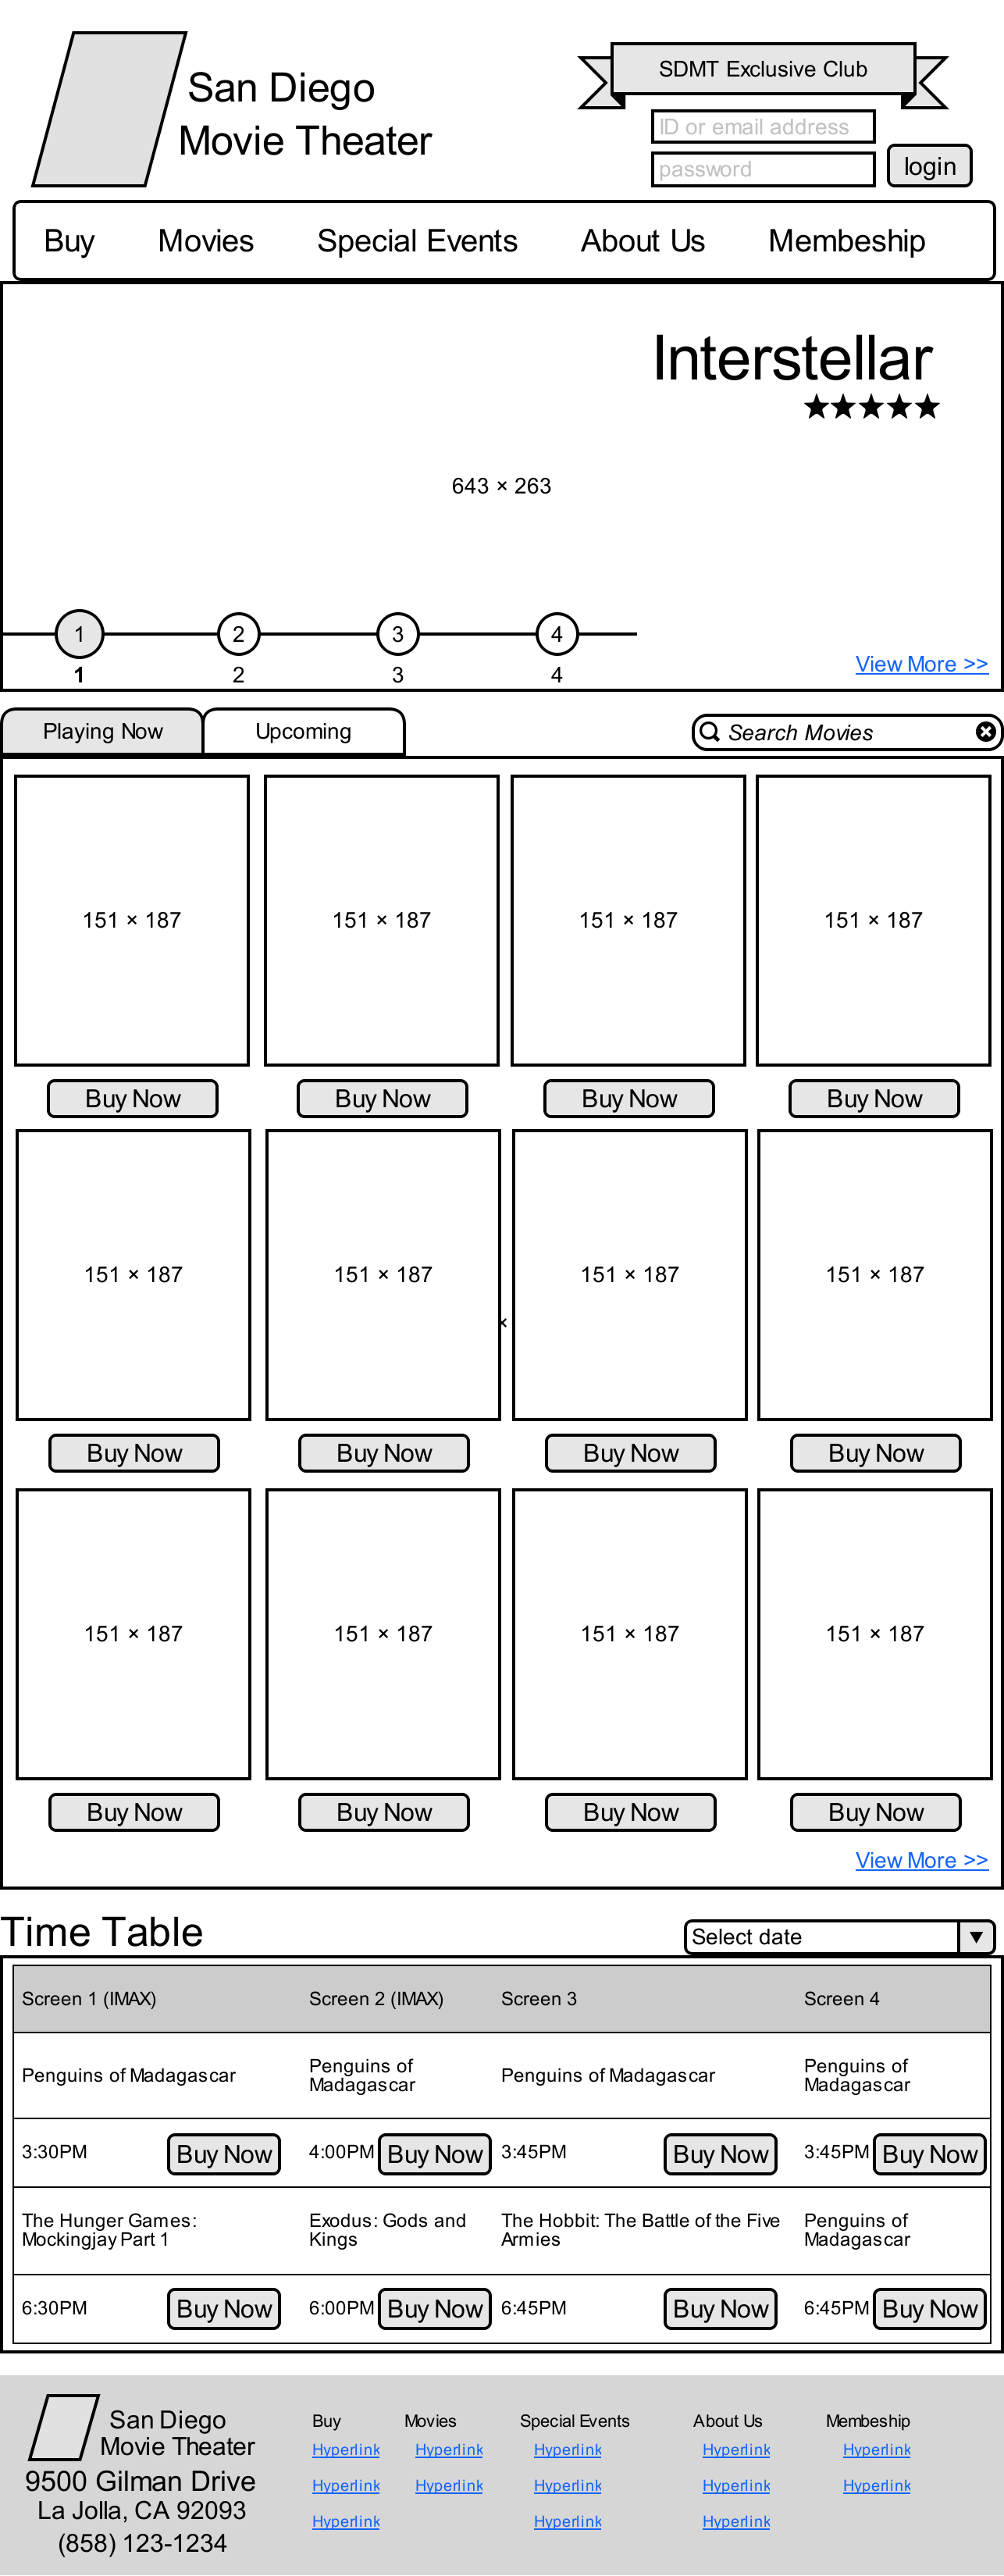 San Diego
Movie Theater
SDMT Exclusive Club
ID or email address
password
login
Buy Movies Special Events About Us Membeship
Interstellar
643 × 263
1 2 3 4
1 2 3 4
View More >>
Playing Now Upcoming Search Movies
151 × 187 151 × 187 151 × 187 151 × 187
Buy Now Buy Now Buy Now Buy Now
151 × 187 151 × 187 151 × 187 151 × 187
×
Buy Now Buy Now Buy Now Buy Now
151 × 187 151 × 187 151 × 187 151 × 187
Buy Now Buy Now Buy Now Buy Now
View More >>
Time Table Select date
Screen 1 (IMAX) Screen 2 (IMAX) Screen 3 Screen 4
Penguins of Madagascar
Penguins of
Madagascar
Penguins of Madagascar
Penguins of
Madagascar
3:30PM Buy Now 4:00PM Buy Now 3:45PM Buy Now 3:45PM Buy Now
The Hunger Games:
Mockingjay Part 1
Exodus: Gods and
Kings
The Hobbit: The Battle of the Five
Armies
Penguins of
Madagascar
6:30PM Buy Now 6:00PM Buy Now 6:45PM Buy Now 6:45PM Buy Now
San Diego
Movie Theater
9500 Gilman Drive
La Jolla, CA 92093
(858) 123-1234
Buy Movies Special Events About Us Membeship
Hyperlink Hyperlink Hyperlink Hyperlink Hyperlink
Hyperlink Hyperlink Hyperlink Hyperlink Hyperlink
Hyperlink Hyperlink Hyperlink